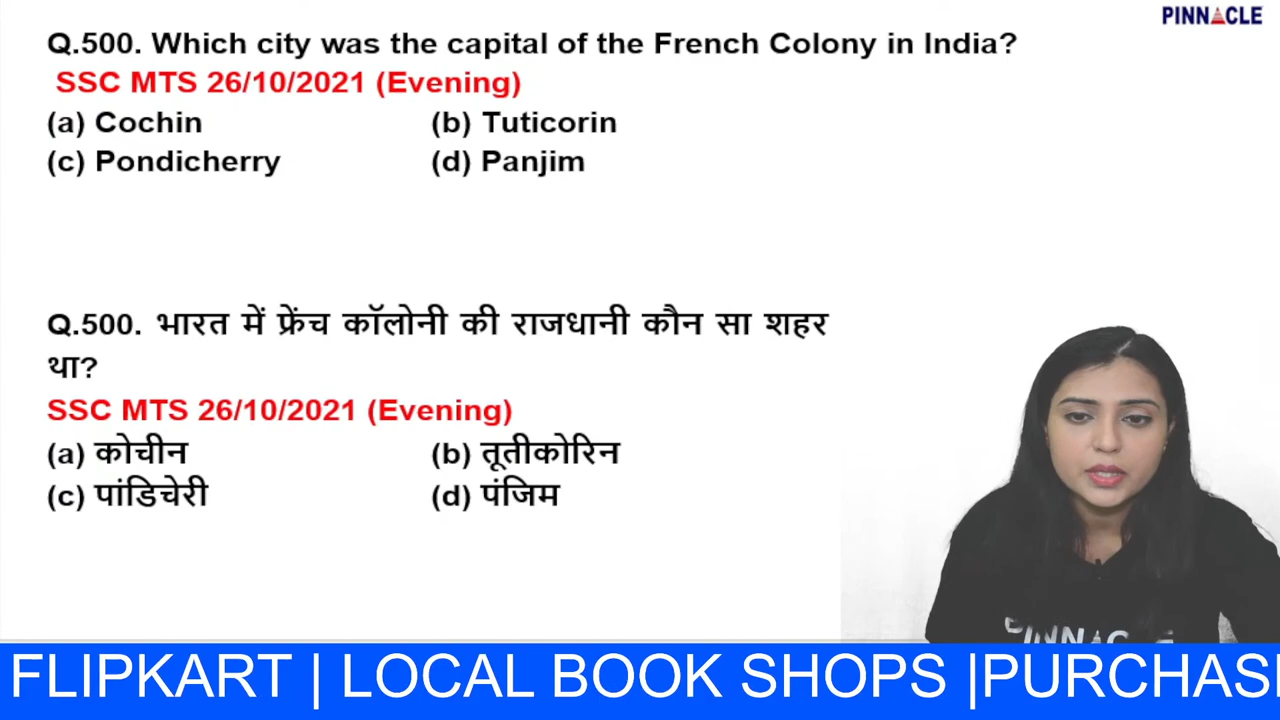 PINNACLE
Q.500. Which city was the capital of the French Colony in India?
SSC MTS 26/10/2021 (Evening)
(a) Cochin (b) Tuticorin
(c) Pondicherry (d) Panjim
Q.500. भारत में फ्रेंच कॉलोनी की राजधानी कौन सा शहर
था?
SSC MTS 26/10/2021 (Evening)
(a) कोचीन (b) तूतीकोरिन
(c) पांडिचेरी (d) पंजिम
PINNACLE
FLIPKART | LOCAL BOOK SHOPS |PURCHAS